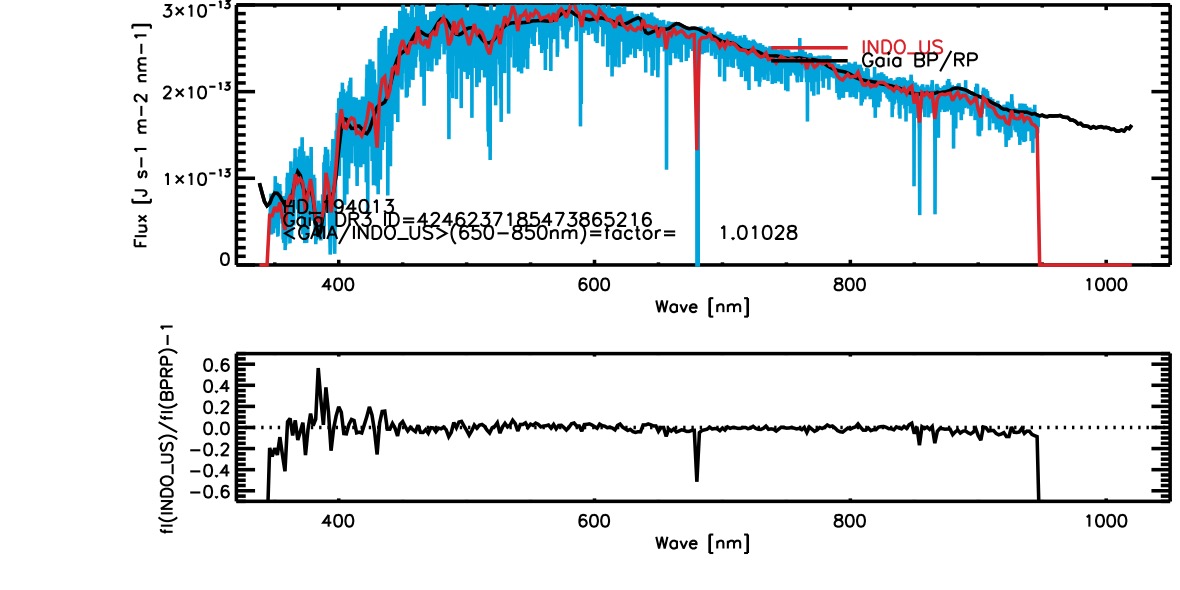 3×10−13
2×10−13
1×10−13
0
Flux [J s−1 m−2 nm−1]
INDO_US
Gaia BP/RP
HD_194013
Gaia DR3 ID=4246237185473865216
<GAIA/INDO_US>(650−850nm)=factor= 1.01028
400 600 800 1000
Wave [nm]
fl(INDO_US)/fl(BPRP)−1
0.6
0.4
0.2
0.0
−0.2
−0.4
−0.6
400 600 800 1000
Wave [nm]